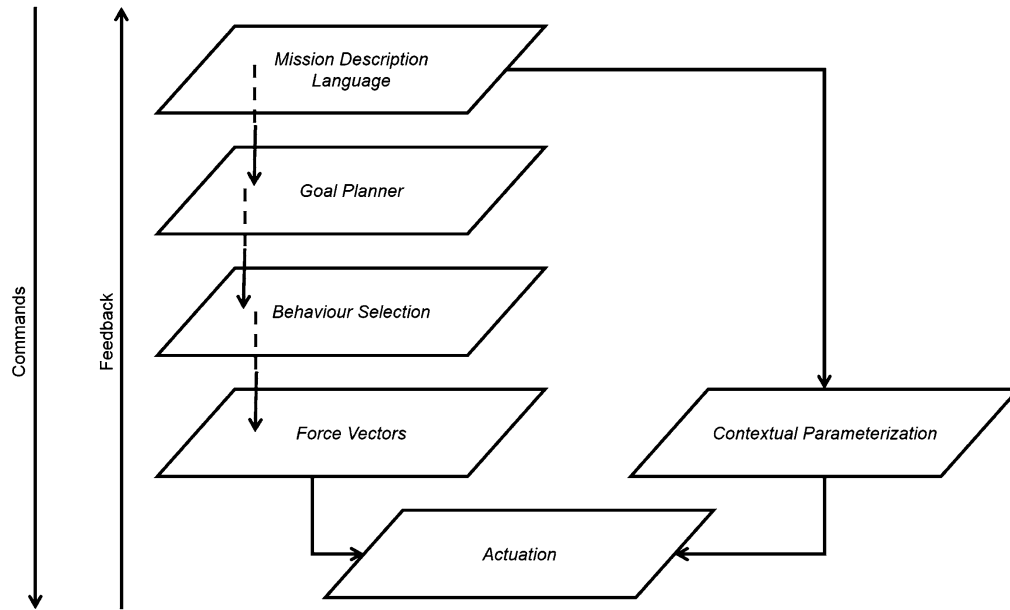 Mission Description
Language
Goal Planner
Behaviour Selection
Commands
Feedback
Force Vectors
Contextual Parameterization
Actuation